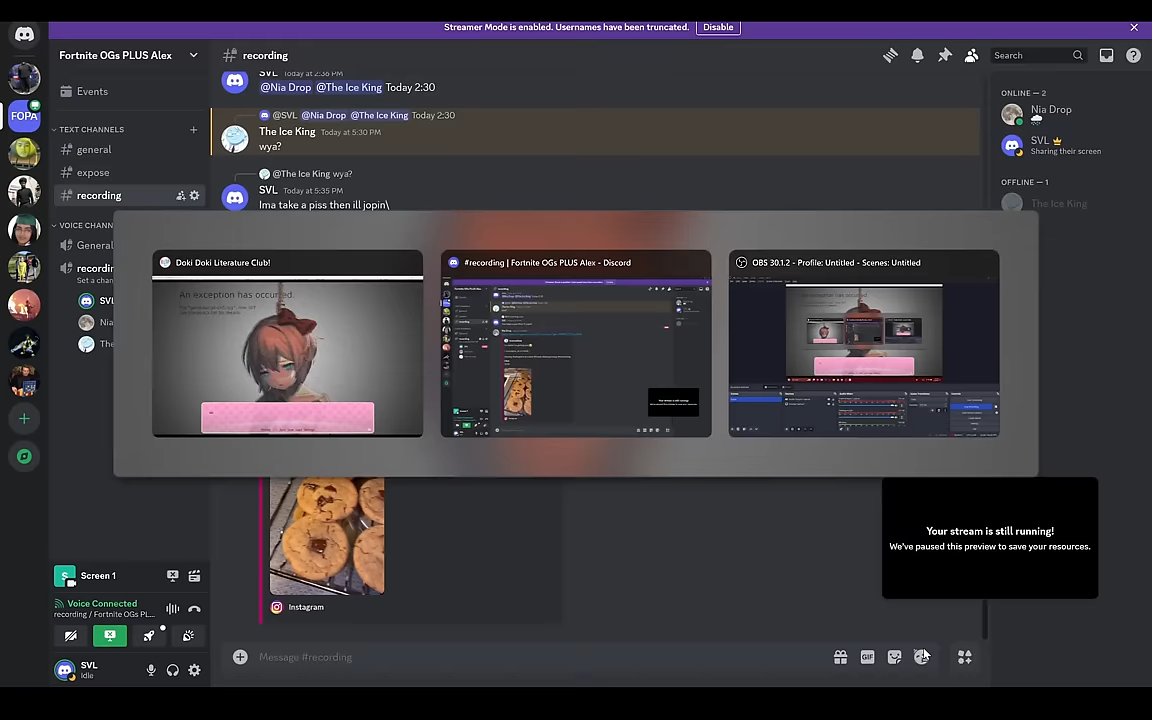 Streamer Mode is enabled. Usernames have been truncated. Disable
Fortnite OGs PLUS Alex
recording
Search
Events
TEXT CHANNELS
general
expose
recording
VOICE CHANN
General
recordin
Set a chan
SVL
Nia
The
SVL Today at 2:38 PM
@Nia Drop @The Ice King Today 2:30
@SVL @Nia Drop @The Ice King Today 2:30
The Ice King Today at 5:30 PM
wya?
@The Ice King wya?
SVL Today at 5:35 PM
Ima take a piss then ill jopin\
ONLINE — 2
Nia Drop
SVL
Sharing their screen
OFFLINE — 1
The Ice King
FOPA
Doki Doki Literature Club!
An exception has occurred.
#recording | Fortnite OGs PLUS Alex - Discord
OBS 30.1.2 - Profile: Untitled - Scenes: Untitled
Your stream is still running!
We've paused this preview to save your resources.
Instagram
S
Screen 1
Voice Connected
recording / Fortnite OGs PL...
SVL
Idle
Message #recording
GIF